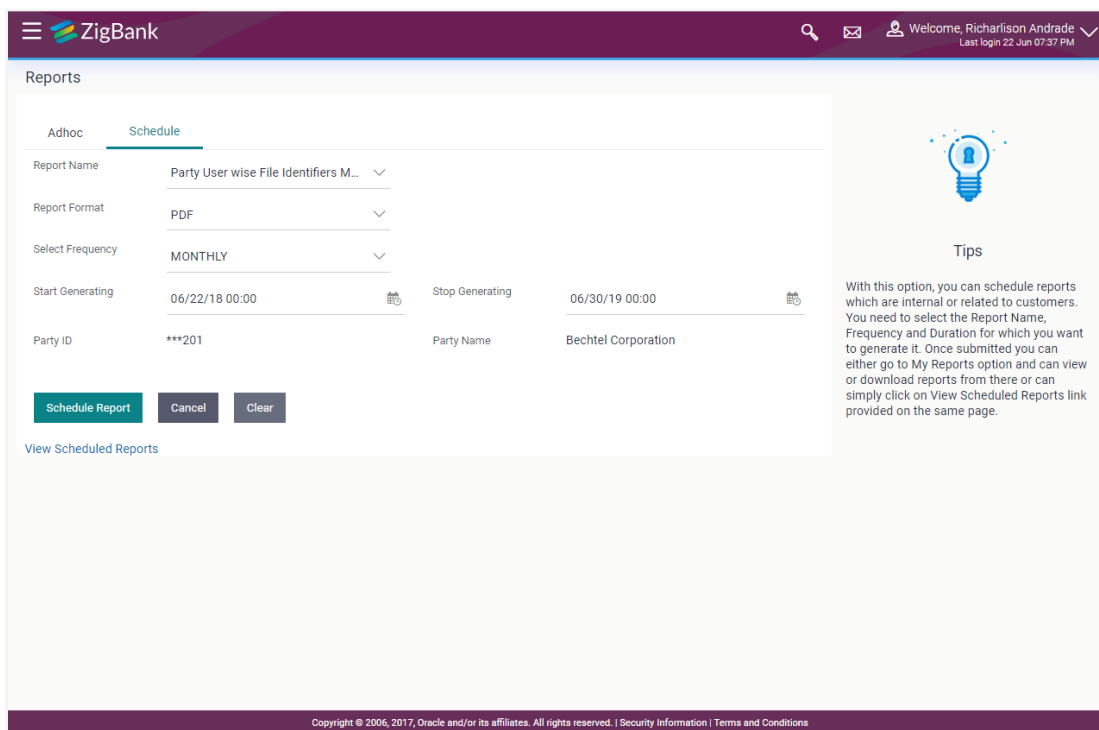 ZigBank
Welcome, Richarlison Andrade
Last login 22 Jun 07:37 PM
Reports
Adhoc
Schedule
Report Name
Party User wise File Identifiers M...
Report Format
PDF
Select Frequency
MONTHLY
Start Generating
06/22/18 00:00
Stop Generating
06/30/19 00:00
Party ID
***201
Party Name
Bechtel Corporation
Schedule Report
Cancel
Clear
View Scheduled Reports
Tips
With this option, you can schedule reports
which are internal or related to customers.
You need to select the Report Name,
Frequency and Duration for which you want
to generate it. Once submitted you can
either go to My Reports option and can view
or download reports from there or can
simply click on View Scheduled Reports link
provided on the same page.
Copyright © 2006, 2017, Oracle and/or its affiliates. All rights reserved. | Security Information | Terms and Conditions